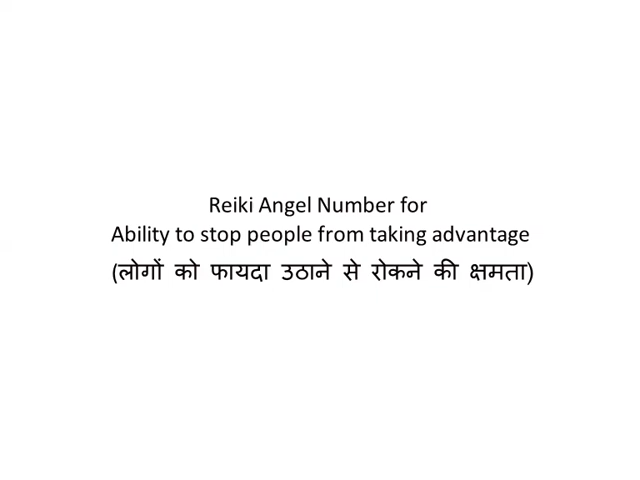 Reiki Angel Number for
Ability to stop people from taking advantage
(लोगों को फायदा उठाने से रोकने की क्षमता)